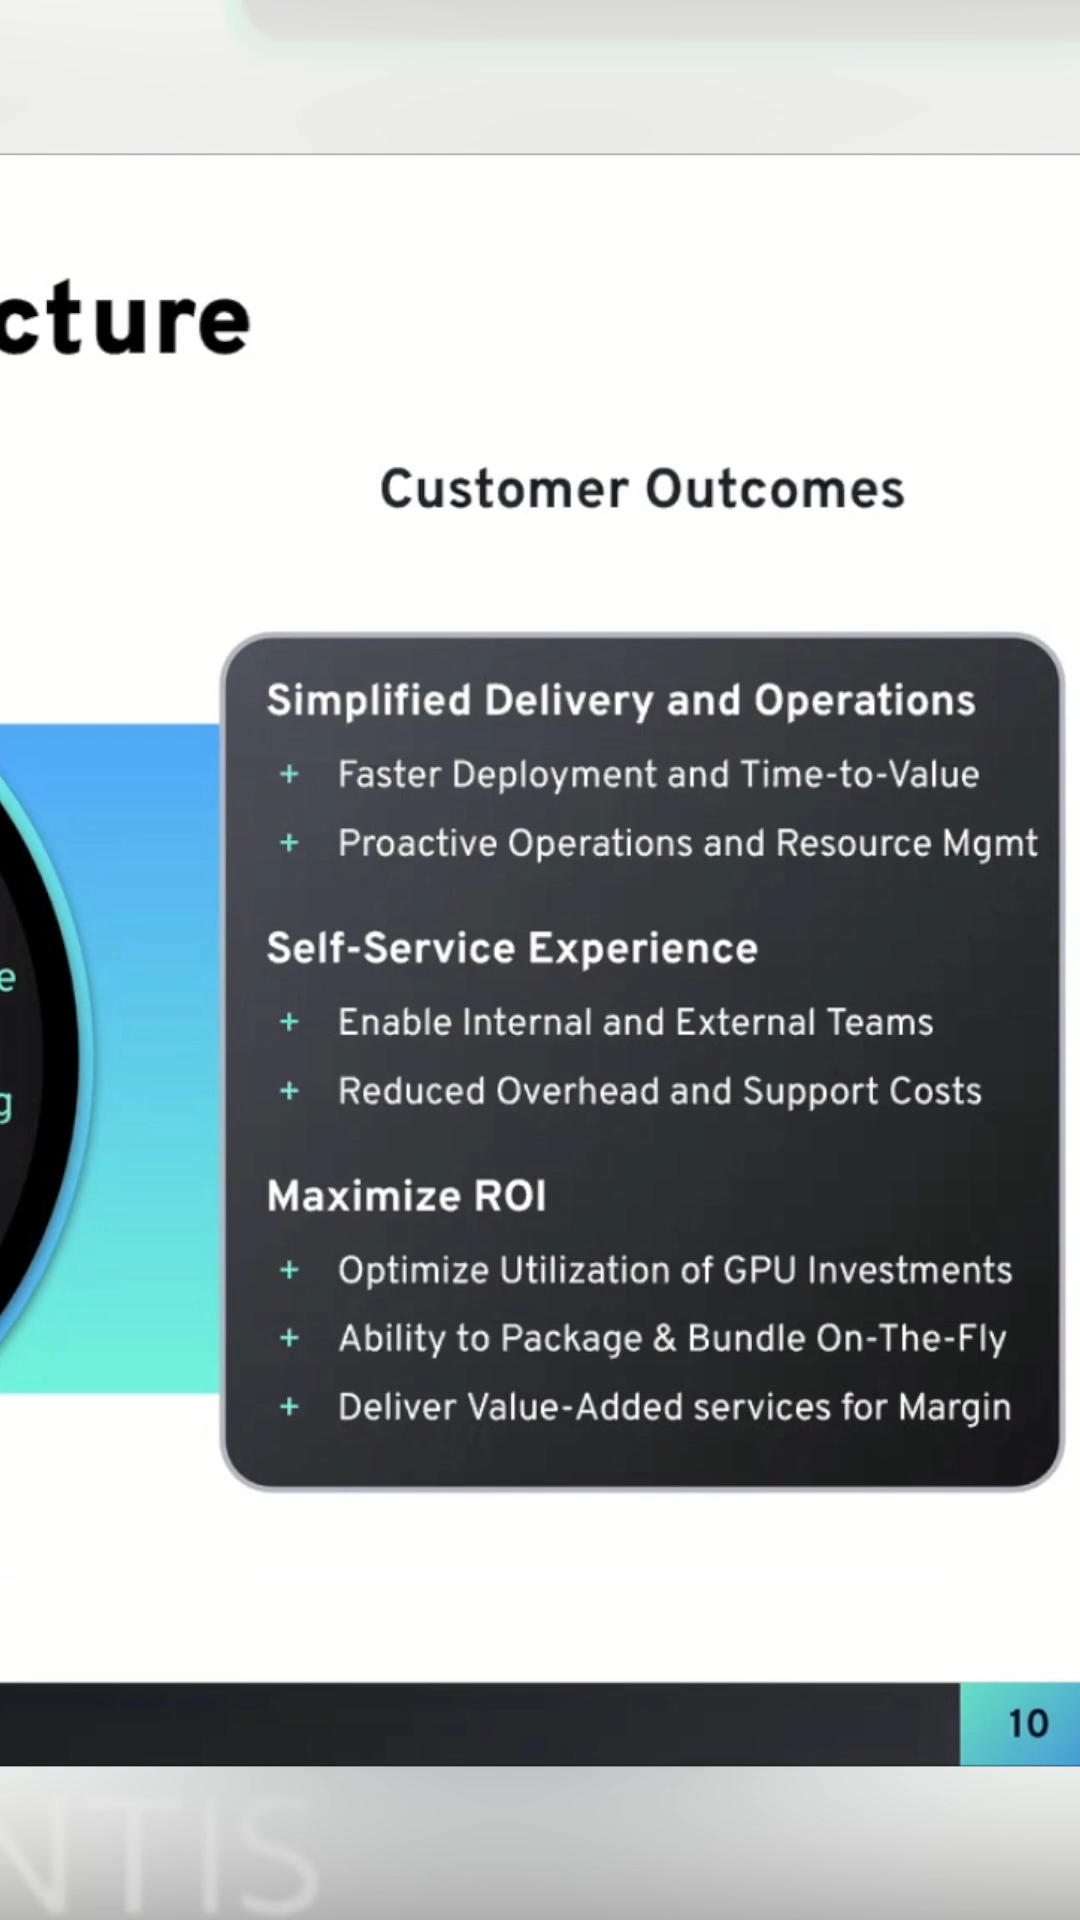 cture
Customer Outcomes
Simplified Delivery and Operations
+ Faster Deployment and Time-to-Value
+ Proactive Operations and Resource Mgmt
Self-Service Experience
+ Enable Internal and External Teams
+ Reduced Overhead and Support Costs
Maximize ROI
+ Optimize Utilization of GPU Investments
+ Ability to Package & Bundle On-The-Fly
+ Deliver Value-Added services for Margin
e
g
10
NTIS